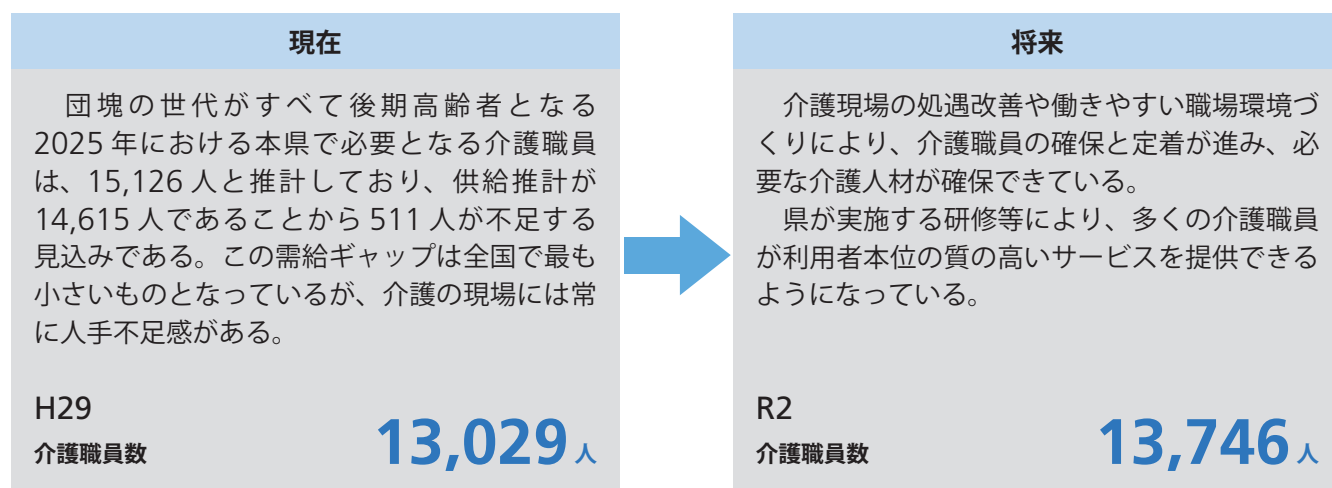 現在
団塊の世代がすべて後期高齢者となる
2025年における本県で必要となる介護職員
は、15,126人と推計しており、供給推計が
14,615人であることから511人が不足する
見込みである。この需給ギャップは全国で最も
小さいものとなっているが、介護の現場には常
に人手不足感がある。
H29
介護職員数 13,029人
将来
介護現場の処遇改善や働きやすい職場環境づ
くりにより、介護職員の確保と定着が進み、必
要な介護人材が確保できている。
県が実施する研修等により、多くの介護職員
が利用者本位の質の高いサービスを提供できる
ようになっている。
R2
介護職員数 13,746人